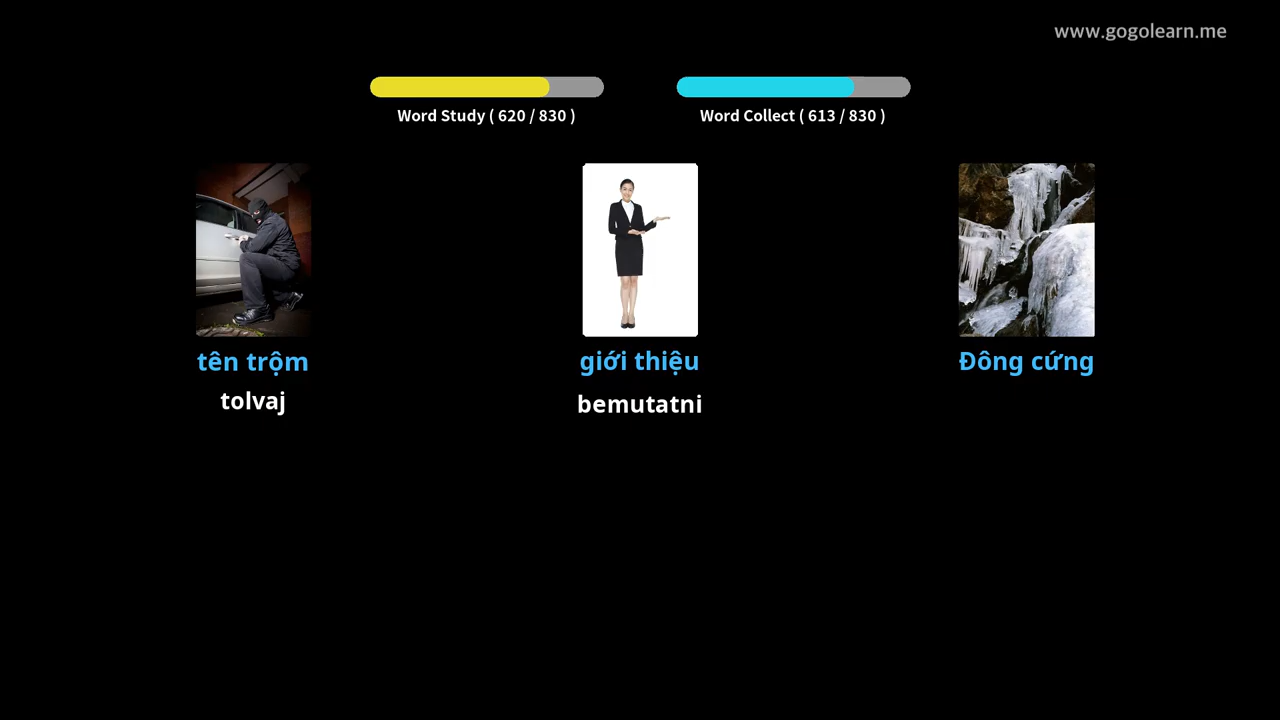 www.gogolearn.me
Word Study ( 620 / 830 )
Word Collect ( 613 / 830 )
tên trộm
giới thiệu
Đông cứng
tolvaj
bemutatni